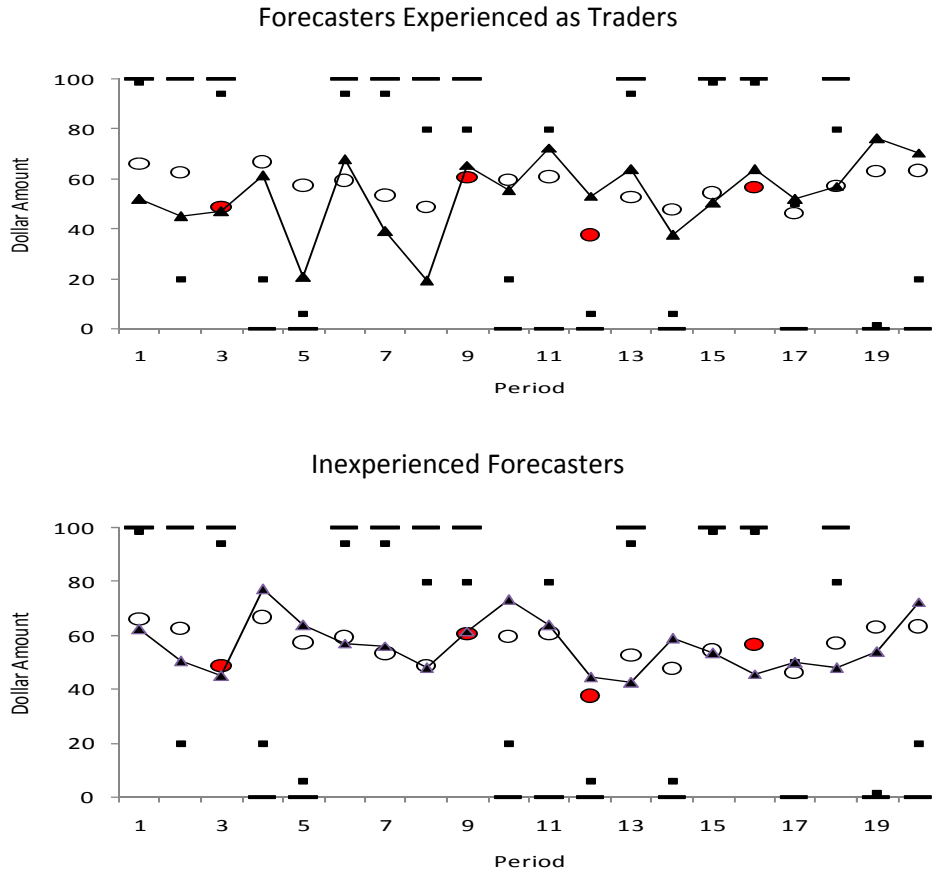 Forecasters Experienced as Traders
100
80
60
40
20
0
Dollar Amount
1 3 5 7 9 11 13 15 17 19
Period
Inexperienced Forecasters
100
80
60
40
20
0
Dollar Amount
1 3 5 7 9 11 13 15 17 19
Period